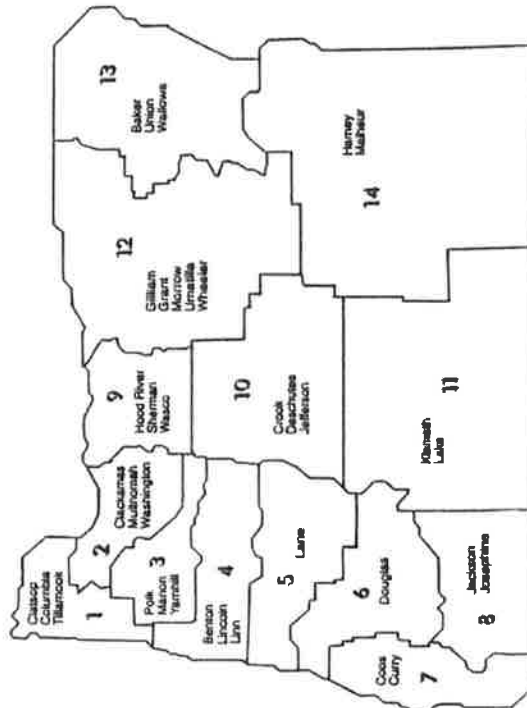 Clatsop
Columbia
Tillamook
1
2
Clackamas
Multnomah
Washington
3
Polk
Marion
Yamhill
4
Benton
Lincoln
Linn
5
Lane
6
Douglas
7
Coos
Curry
8
Jackson
Josephine
9
Hood River
Sherman
Wasco
10
Crook
Deschutes
Jefferson
11
Klamath
Lake
12
Gilliam
Grant
Morrow
Umatilla
Wheeler
13
Baker
Union
Wallowa
14
Harney
Malheur